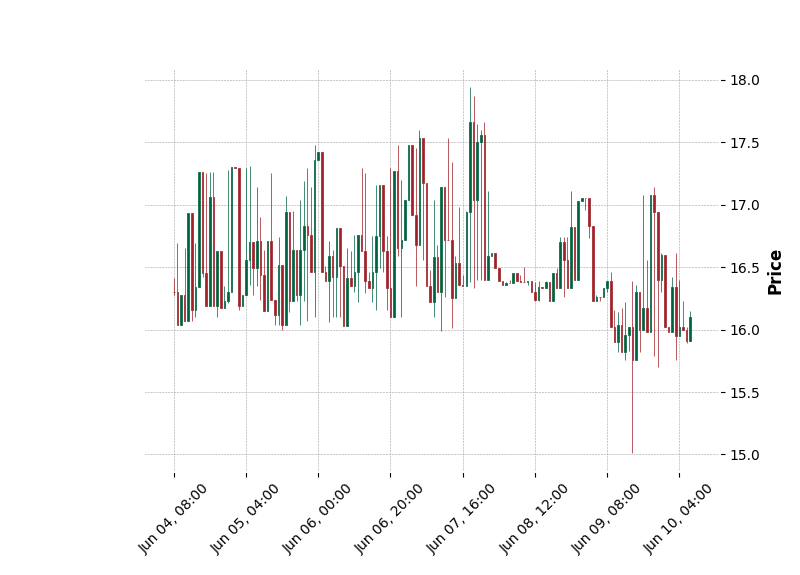 18.0
17.5
17.0
16.5
16.0
15.5
15.0
Price
Jun 04, 08:00
Jun 05, 04:00
Jun 06, 00:00
Jun 06, 20:00
Jun 07, 16:00
Jun 08, 12:00
Jun 09, 08:00
Jun 10, 04:00